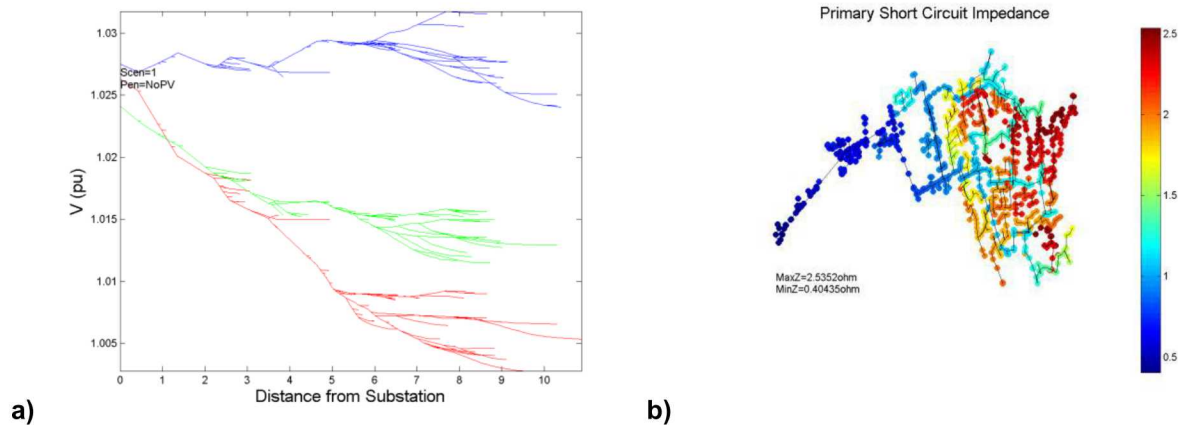 1.03
1.025
1.02
1.015
1.01
1.005
V (pu)
Scen=1
Pen=NoPV
0 1 2 3 4 5 6 7 8 9 10
Distance from Substation
a)
Primary Short Circuit Impedance
MaxZ=2.5352ohm
MinZ=0.40435ohm
2.5
2
1.5
1
0.5
b)